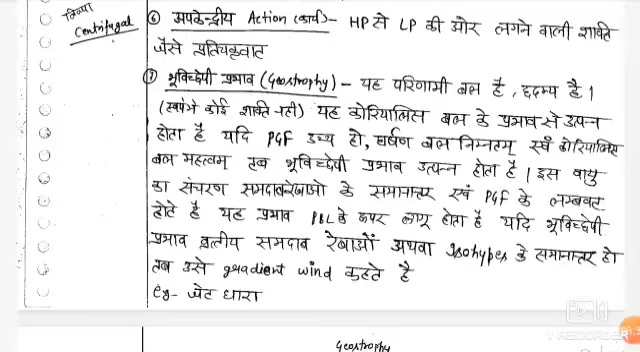 क्रिया
Centrifugal
⑥ अपकेन्द्रीय Action (कार्य) - HP से LP की ओर लगने वाली शक्ति
जैसे प्रतिचक्रवात
⑦ भूविक्षेपी प्रभाव (Geostrophy) - यह परिणामी बल है, छद्म है।
(स्वयं में कोई शक्ति नहीं) यह कोरियालिस बल के प्रभाव से उत्पन्न
होता है यदि PGF उच्च हो, घर्षण बल निम्नतम् एवं कोरियालिस
बल महत्तम् तब भूविक्षेपी प्रभाव उत्पन्न होता है। इस वायु
का संचरण समदाबरेखाओ के समानान्तर एवं PGF के लम्बवत
होते है यह प्रभाव PBL के ऊपर लागू होता है यदि भूविक्षेपी
प्रभाव वृत्तीय समदाब रेखाओं अथवा Isohypes के समानान्तर हो
तब उसे gradient wind कहते है
eg- जेट धारा
Geostrophy
V RECORDER